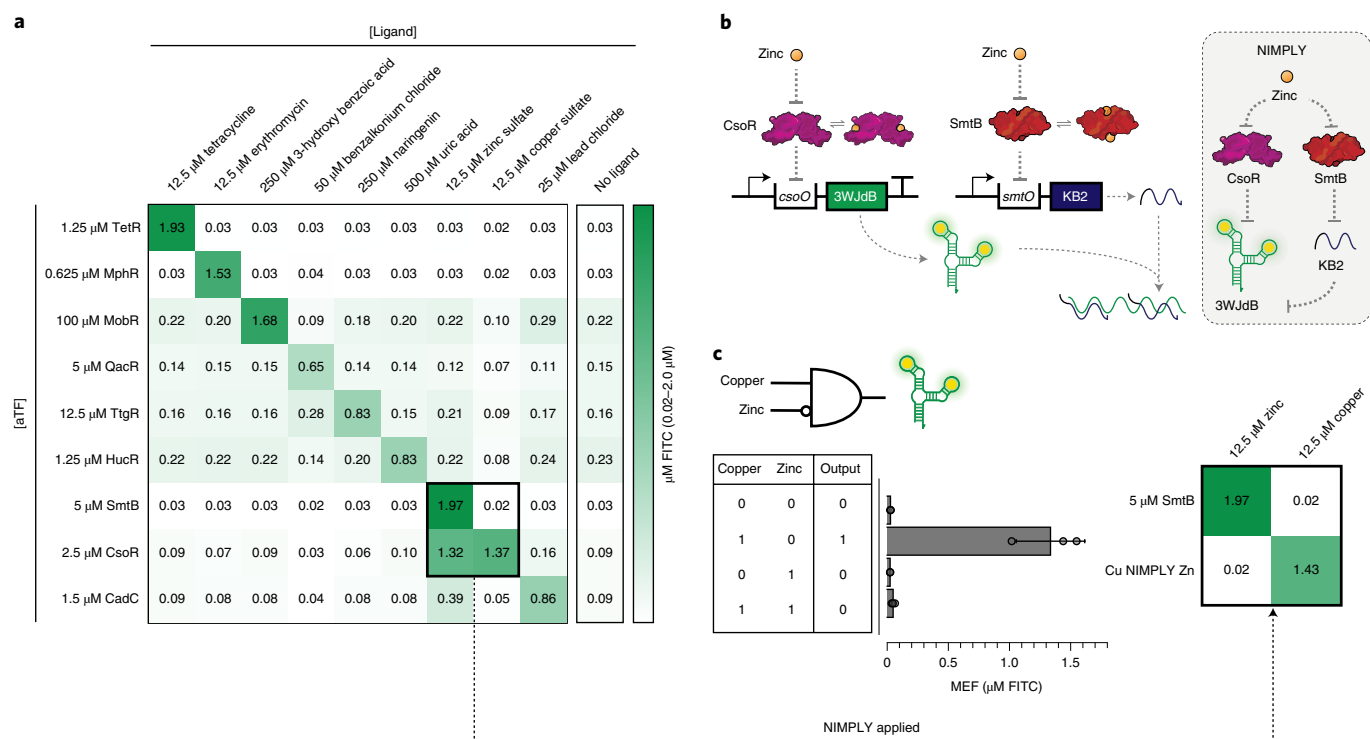 a
[Ligand]
12.5 µM tetracycline
12.5 µM erythromycin
250 µM 3-hydroxy benzoic acid
50 µM benzalkonium chloride
250 µM naringenin
500 µM uric acid
12.5 µM zinc sulfate
12.5 µM copper sulfate
25 µM lead chloride
No ligand
[aTF]
1.25 µM TetR 1.93 0.03 0.03 0.03 0.03 0.03 0.03 0.02 0.03 0.03
0.625 µM MphR 0.03 1.53 0.03 0.04 0.03 0.03 0.03 0.02 0.03 0.03
100 µM MobR 0.22 0.20 1.68 0.09 0.18 0.20 0.22 0.10 0.29 0.22
5 µM QacR 0.14 0.15 0.15 0.65 0.14 0.14 0.12 0.07 0.11 0.15
12.5 µM TtgR 0.16 0.16 0.16 0.28 0.83 0.15 0.21 0.09 0.17 0.16
1.25 µM HucR 0.22 0.22 0.22 0.14 0.20 0.83 0.22 0.08 0.24 0.23
5 µM SmtB 0.03 0.03 0.03 0.02 0.03 0.03 1.97 0.02 0.03 0.03
2.5 µM CsoR 0.09 0.07 0.09 0.03 0.06 0.10 1.32 1.37 0.16 0.09
1.5 µM CadC 0.09 0.08 0.08 0.04 0.08 0.08 0.39 0.05 0.86 0.09
µM FITC (0.02–2.0 µM)
b
Zinc
CsoR
csoO
3WJdB
Zinc
SmtB
smtO
KB2
NIMPLY
Zinc
CsoR
SmtB
KB2
3WJdB
c
Copper
Zinc
Copper Zinc Output
0 0 0
1 0 1
0 1 0
1 1 0
0 0.5 1.0 1.5
MEF (µM FITC)
12.5 µM zinc
12.5 µM copper
5 µM SmtB 1.97 0.02
Cu NIMPLY Zn 0.02 1.43
NIMPLY applied